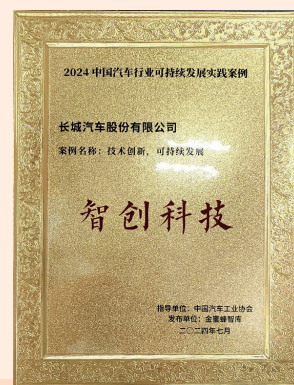 2024中国汽车行业可持续发展实践案例
长城汽车股份有限公司
案例名称：技术创新，可持续发展
智创科技
指导单位：中国汽车工业协会
发布单位：金蜜蜂智库
二〇二四年七月